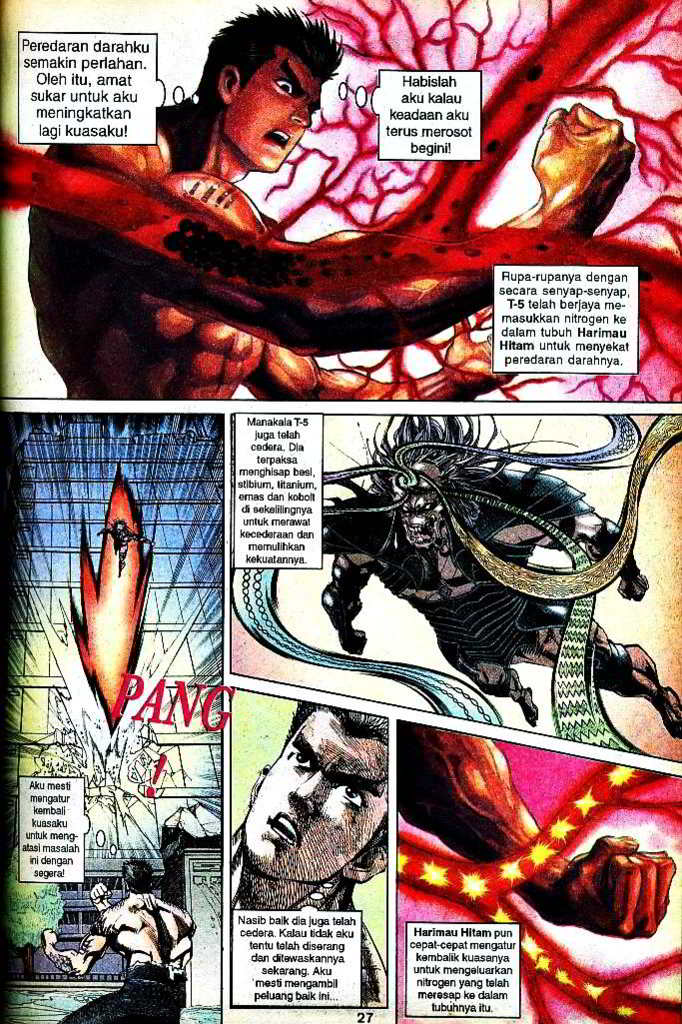 Peredaran darahku
semakin perlahan.
Oleh itu, amat
sukar untuk aku
meningkatkan
lagi kuasaku!
Habislah
aku kalau
keadaan aku
terus merosot
begini!
Rupa-rupanya dengan
secara senyap-senyap,
T-5 telah berjaya me-
masukkan nitrogen ke
dalam tubuh Harimau
Hitam untuk menyekat
peredaran darahnya.
Manakala T-5
juga telah
cedera. Dia
terpaksa
menghisap besi,
stibium, titanium,
emas dan kobolt
di sekelilingnya
untuk merawat
kecederaan dan
memulihkan
kekuatannya.
PANG
!
Aku mesti
mengatur
kembali
kuasaku
untuk meng-
atasi masalah
ini dengan
segera!
Nasib baik dia juga telah
cedera. Kalau tidak aku
tentu telah diserang
dan ditewaskannya
sekarang. Aku
mesti mengambil
peluang baik ini...
Harimau Hitam pun
cepat-cepat mengatur
kembalik kuasanya
untuk mengeluarkan
nitrogen yang telah
meresap ke dalam
tubuhnya itu.
27